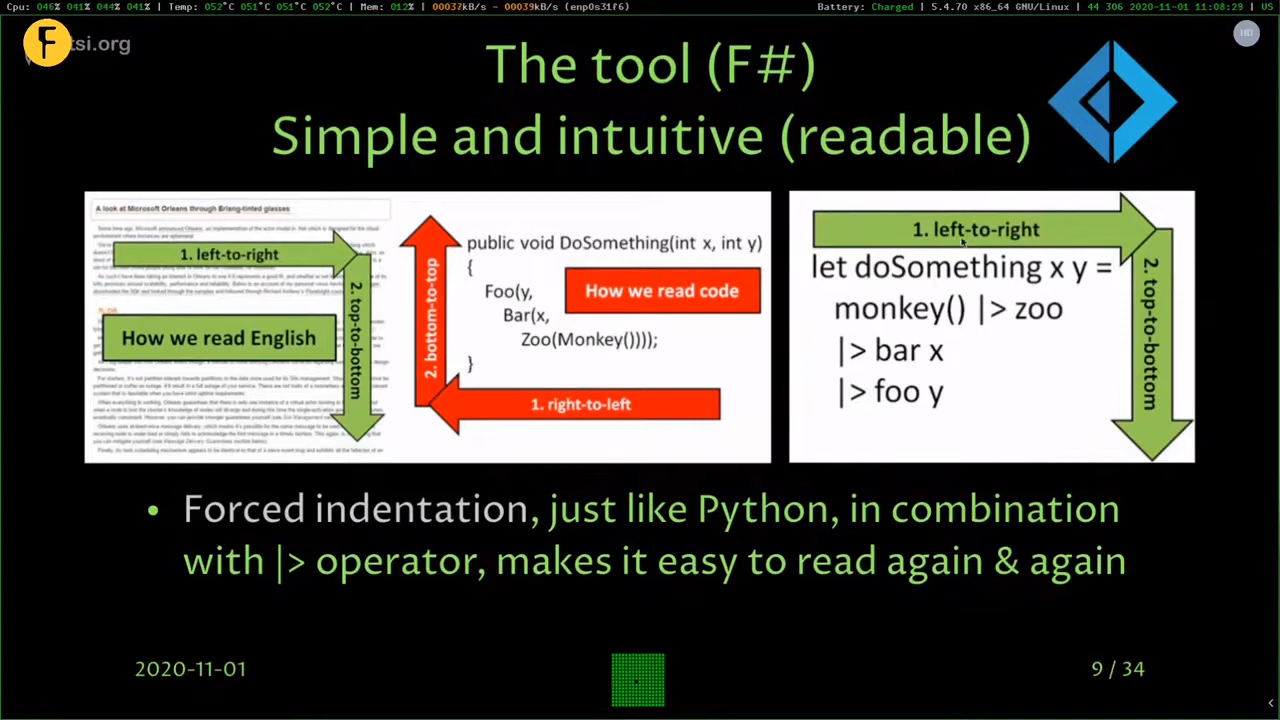 Cpu: 046% 041% 044% 041% | Temp: 052°C 051°C 051°C 052°C | Mem: 012% | 00037kB/s - 00039kB/s (enp0s31f6)
Battery: Charged | 5.4.70 x86_64 GNU/Linux | 44 306 2020-11-01 11:08:29 | US
tsi.org
The tool (F#)
Simple and intuitive (readable)
A look at Microsoft Orleans through Erlang-tinted glasses
1. left-to-right
2. top-to-bottom
How we read English
2. bottom-to-top
public void DoSomething(int x, int y)
{
Foo(y,
Bar(x,
Zoo(Monkey())));
}
How we read code
1. right-to-left
1. left-to-right
2. top-to-bottom
let doSomething x y =
monkey() |> zoo
|> bar x
|> foo y
• Forced indentation, just like Python, in combination
with |> operator, makes it easy to read again & again
2020-11-01
9 / 34